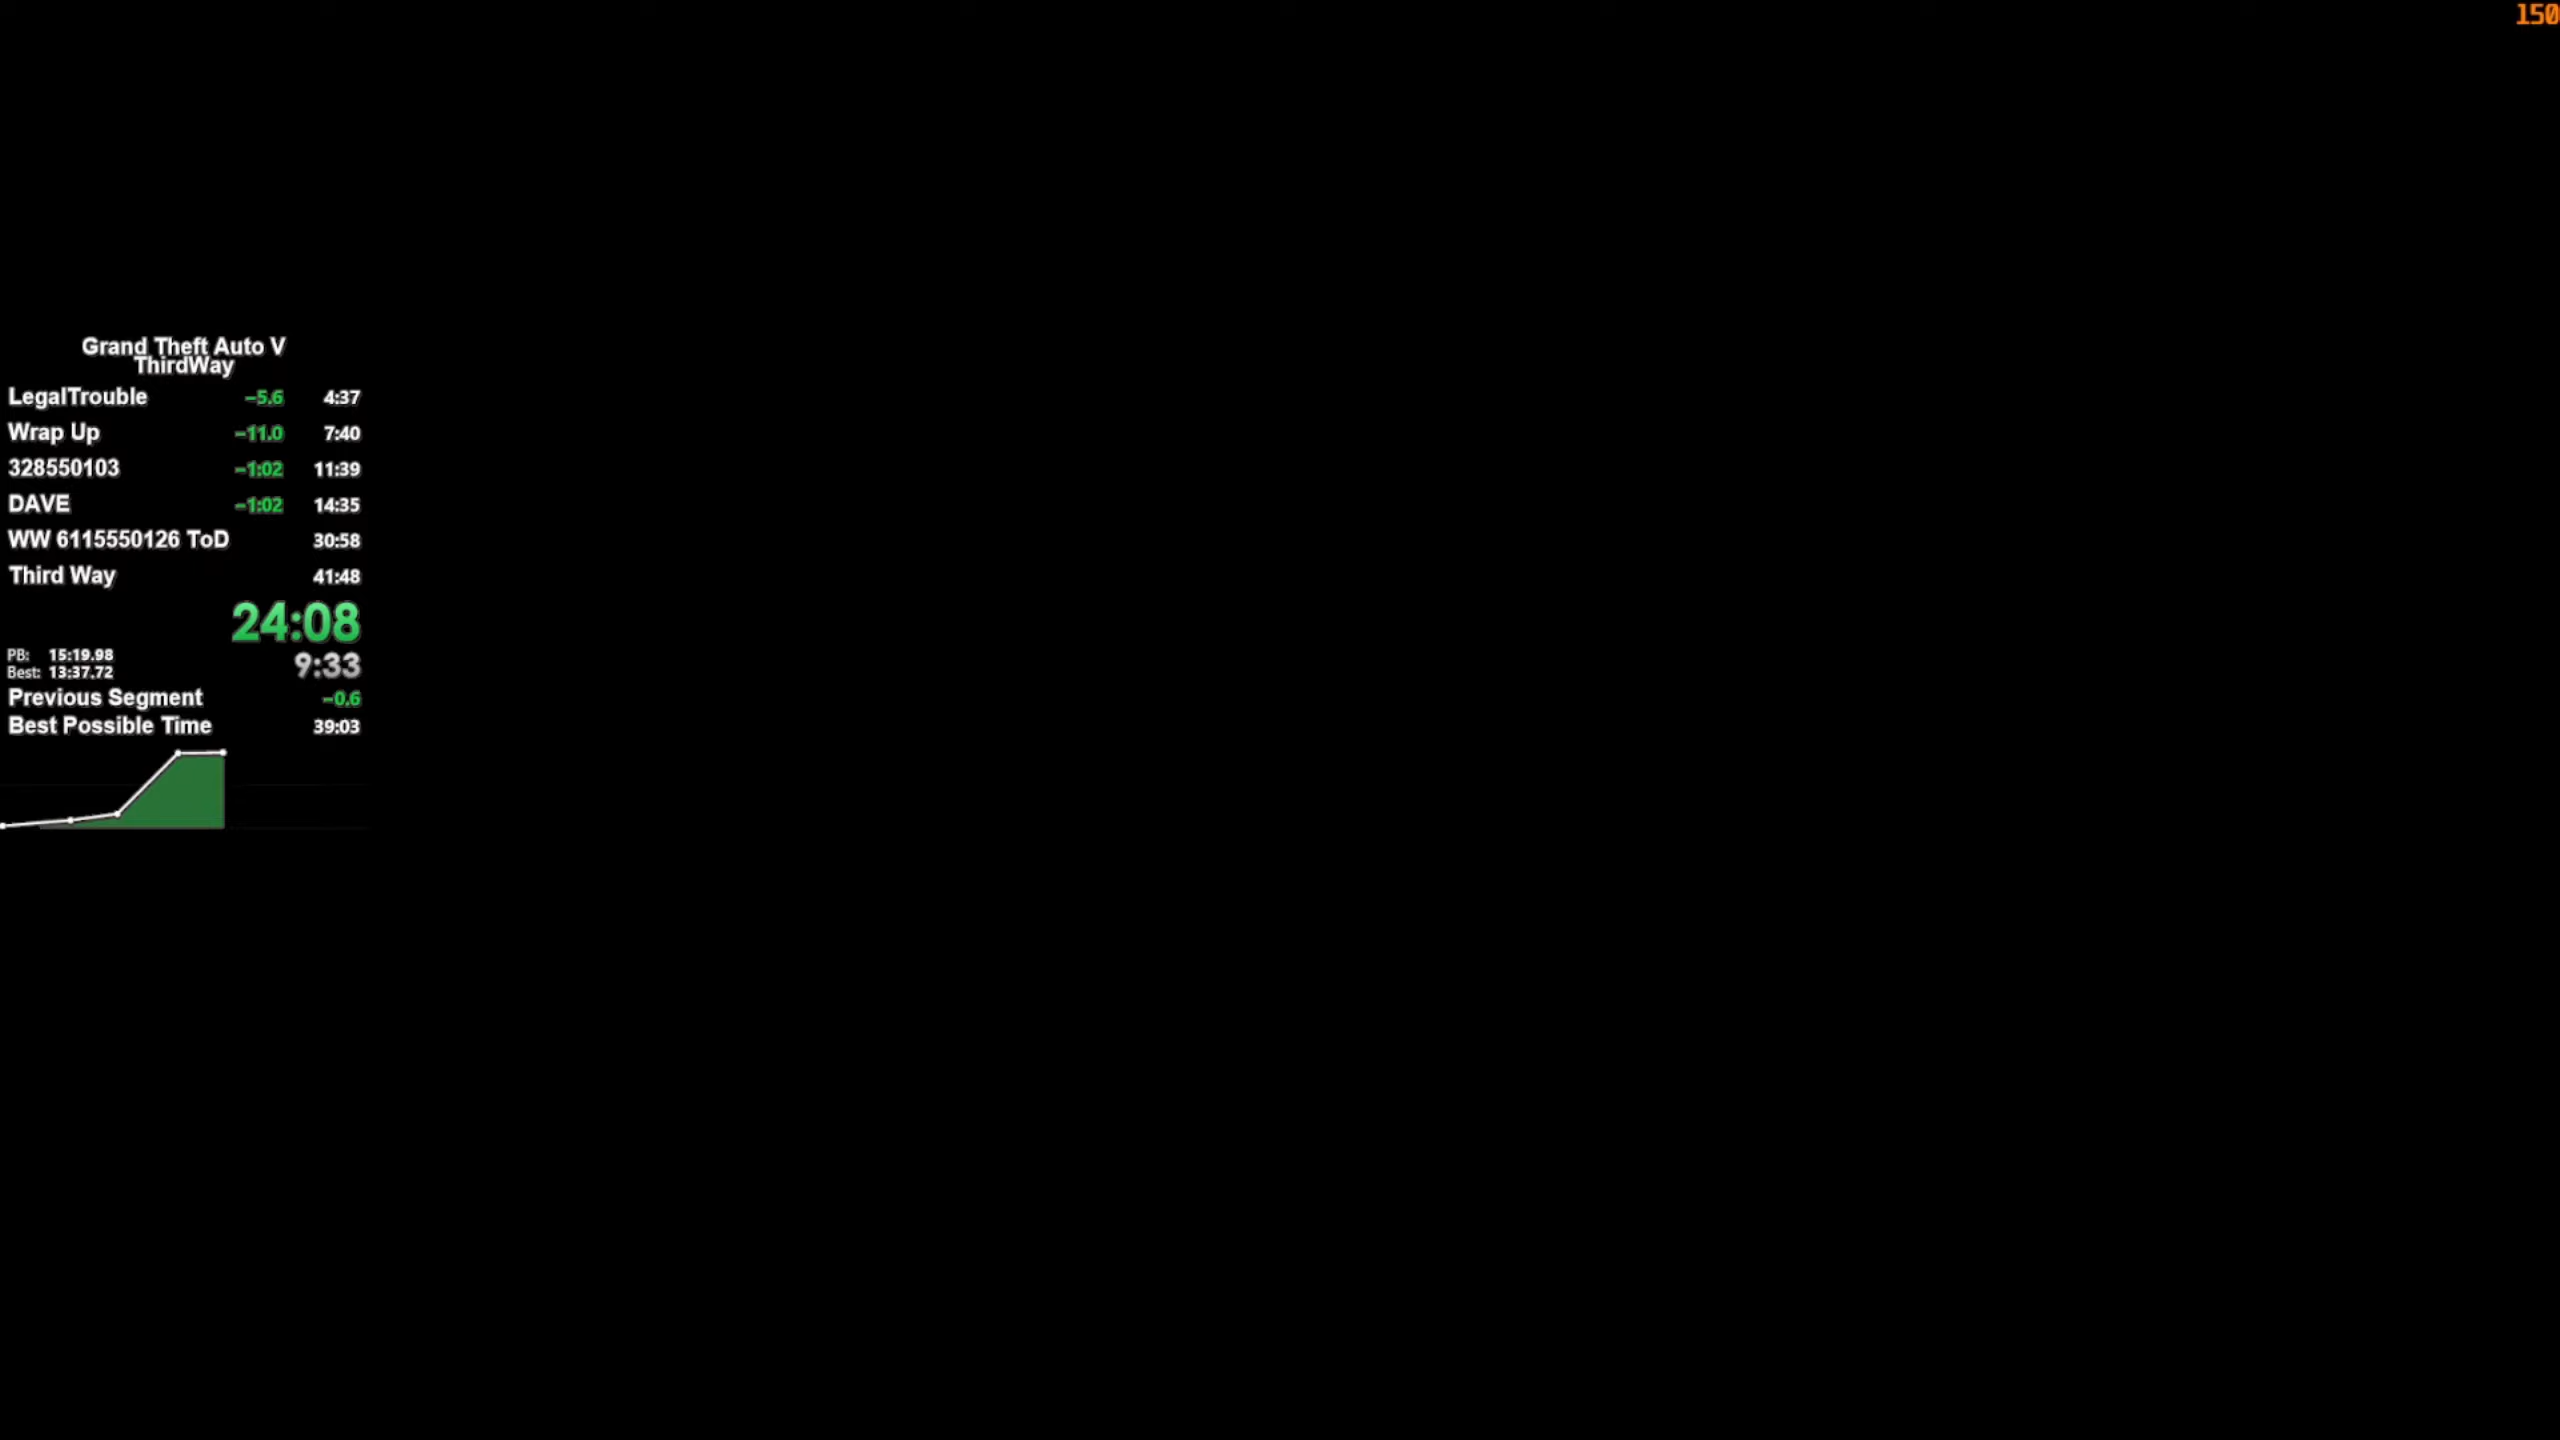 150
Grand Theft Auto V
ThirdWay
LegalTrouble −5.6 4:37
Wrap Up −11.0 7:40
328550103 −1:02 11:39
DAVE −1:02 14:35
WW 6115550126 ToD 30:58
Third Way 41:48
24:08
PB: 15:19.98 9:33
Best: 13:37.72
Previous Segment −0.6
Best Possible Time 39:03